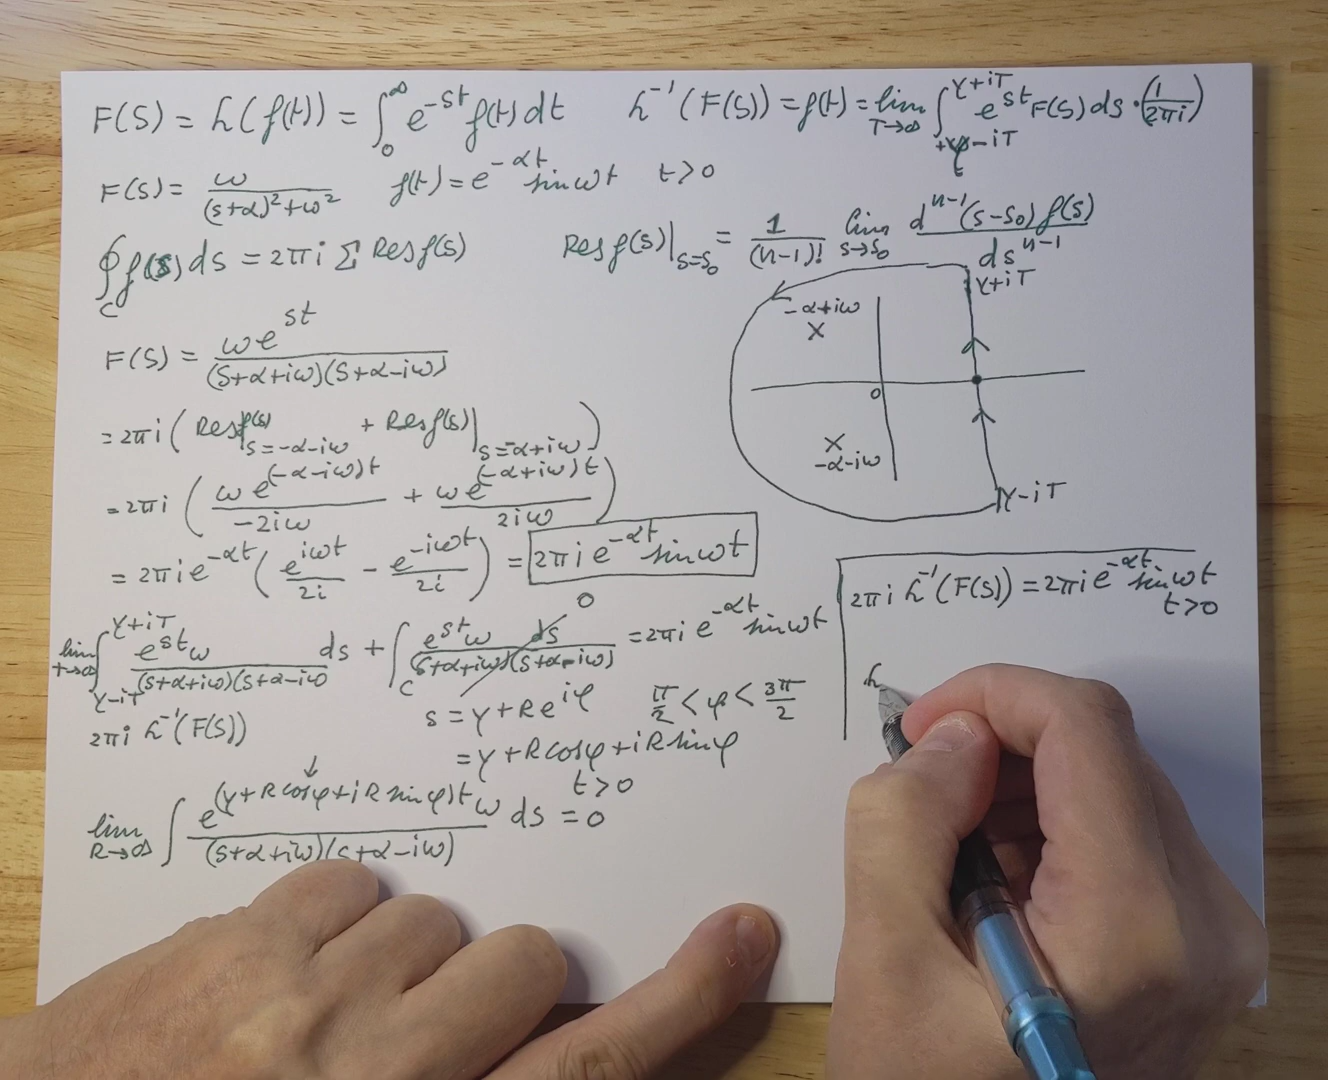 F(S) = L(f(t)) = ∫₀^∞ e^{-st} f(t) dt    L⁻¹(F(S)) = f(t) = lim_{T→∞} ∫_{γ-iT}^{γ+iT} e^{st} F(S) ds · (1/2πi)
F(S) = ω/((s+α)²+ω²)    f(t) = e^{-αt} sin ωt    t > 0
∮_C f(s) ds = 2πi Σ Res f(s)    Res f(s)|_{s=s₀} = 1/(n-1)! lim_{s→s₀} d^{n-1}(s-s₀) f(s)/ds^{n-1}
γ+iT
-α+iω
0
-α-iω
γ-iT
F(S) = ωe^{st}/((s+α+iω)(s+α-iω))
= 2πi (Res f(s)|_{s=-α-iω} + Res f(s)|_{s=-α+iω})
= 2πi (ωe^{(-α-iω)t}/(-2iω) + ωe^{(-α+iω)t}/(2iω))
= 2πi e^{-αt} (e^{iωt}/2i - e^{-iωt}/2i) = 2πi e^{-αt} sin ωt
lim_{T→∞} ∫_{γ-iT}^{γ+iT} e^{st}ω/((s+α+iω)(s+α-iω) ds + ∫_C e^{st}ω ds/((s+α+iω)(s+α-iω)) 0 = 2πi e^{-αt} sin ωt
2πi L⁻¹(F(S))
s = γ+Re^{iφ}    π/2 < φ < 3π/2
= γ+R cosφ + iR sinφ
t > 0
lim_{R→∞} ∫ e^{(γ+R cosφ+iR sinφ)t} ω/((s+α+iω)(s+α-iω)) ds = 0
2πi L⁻¹(F(S)) = 2πi e^{-αt} sin ωt
t > 0